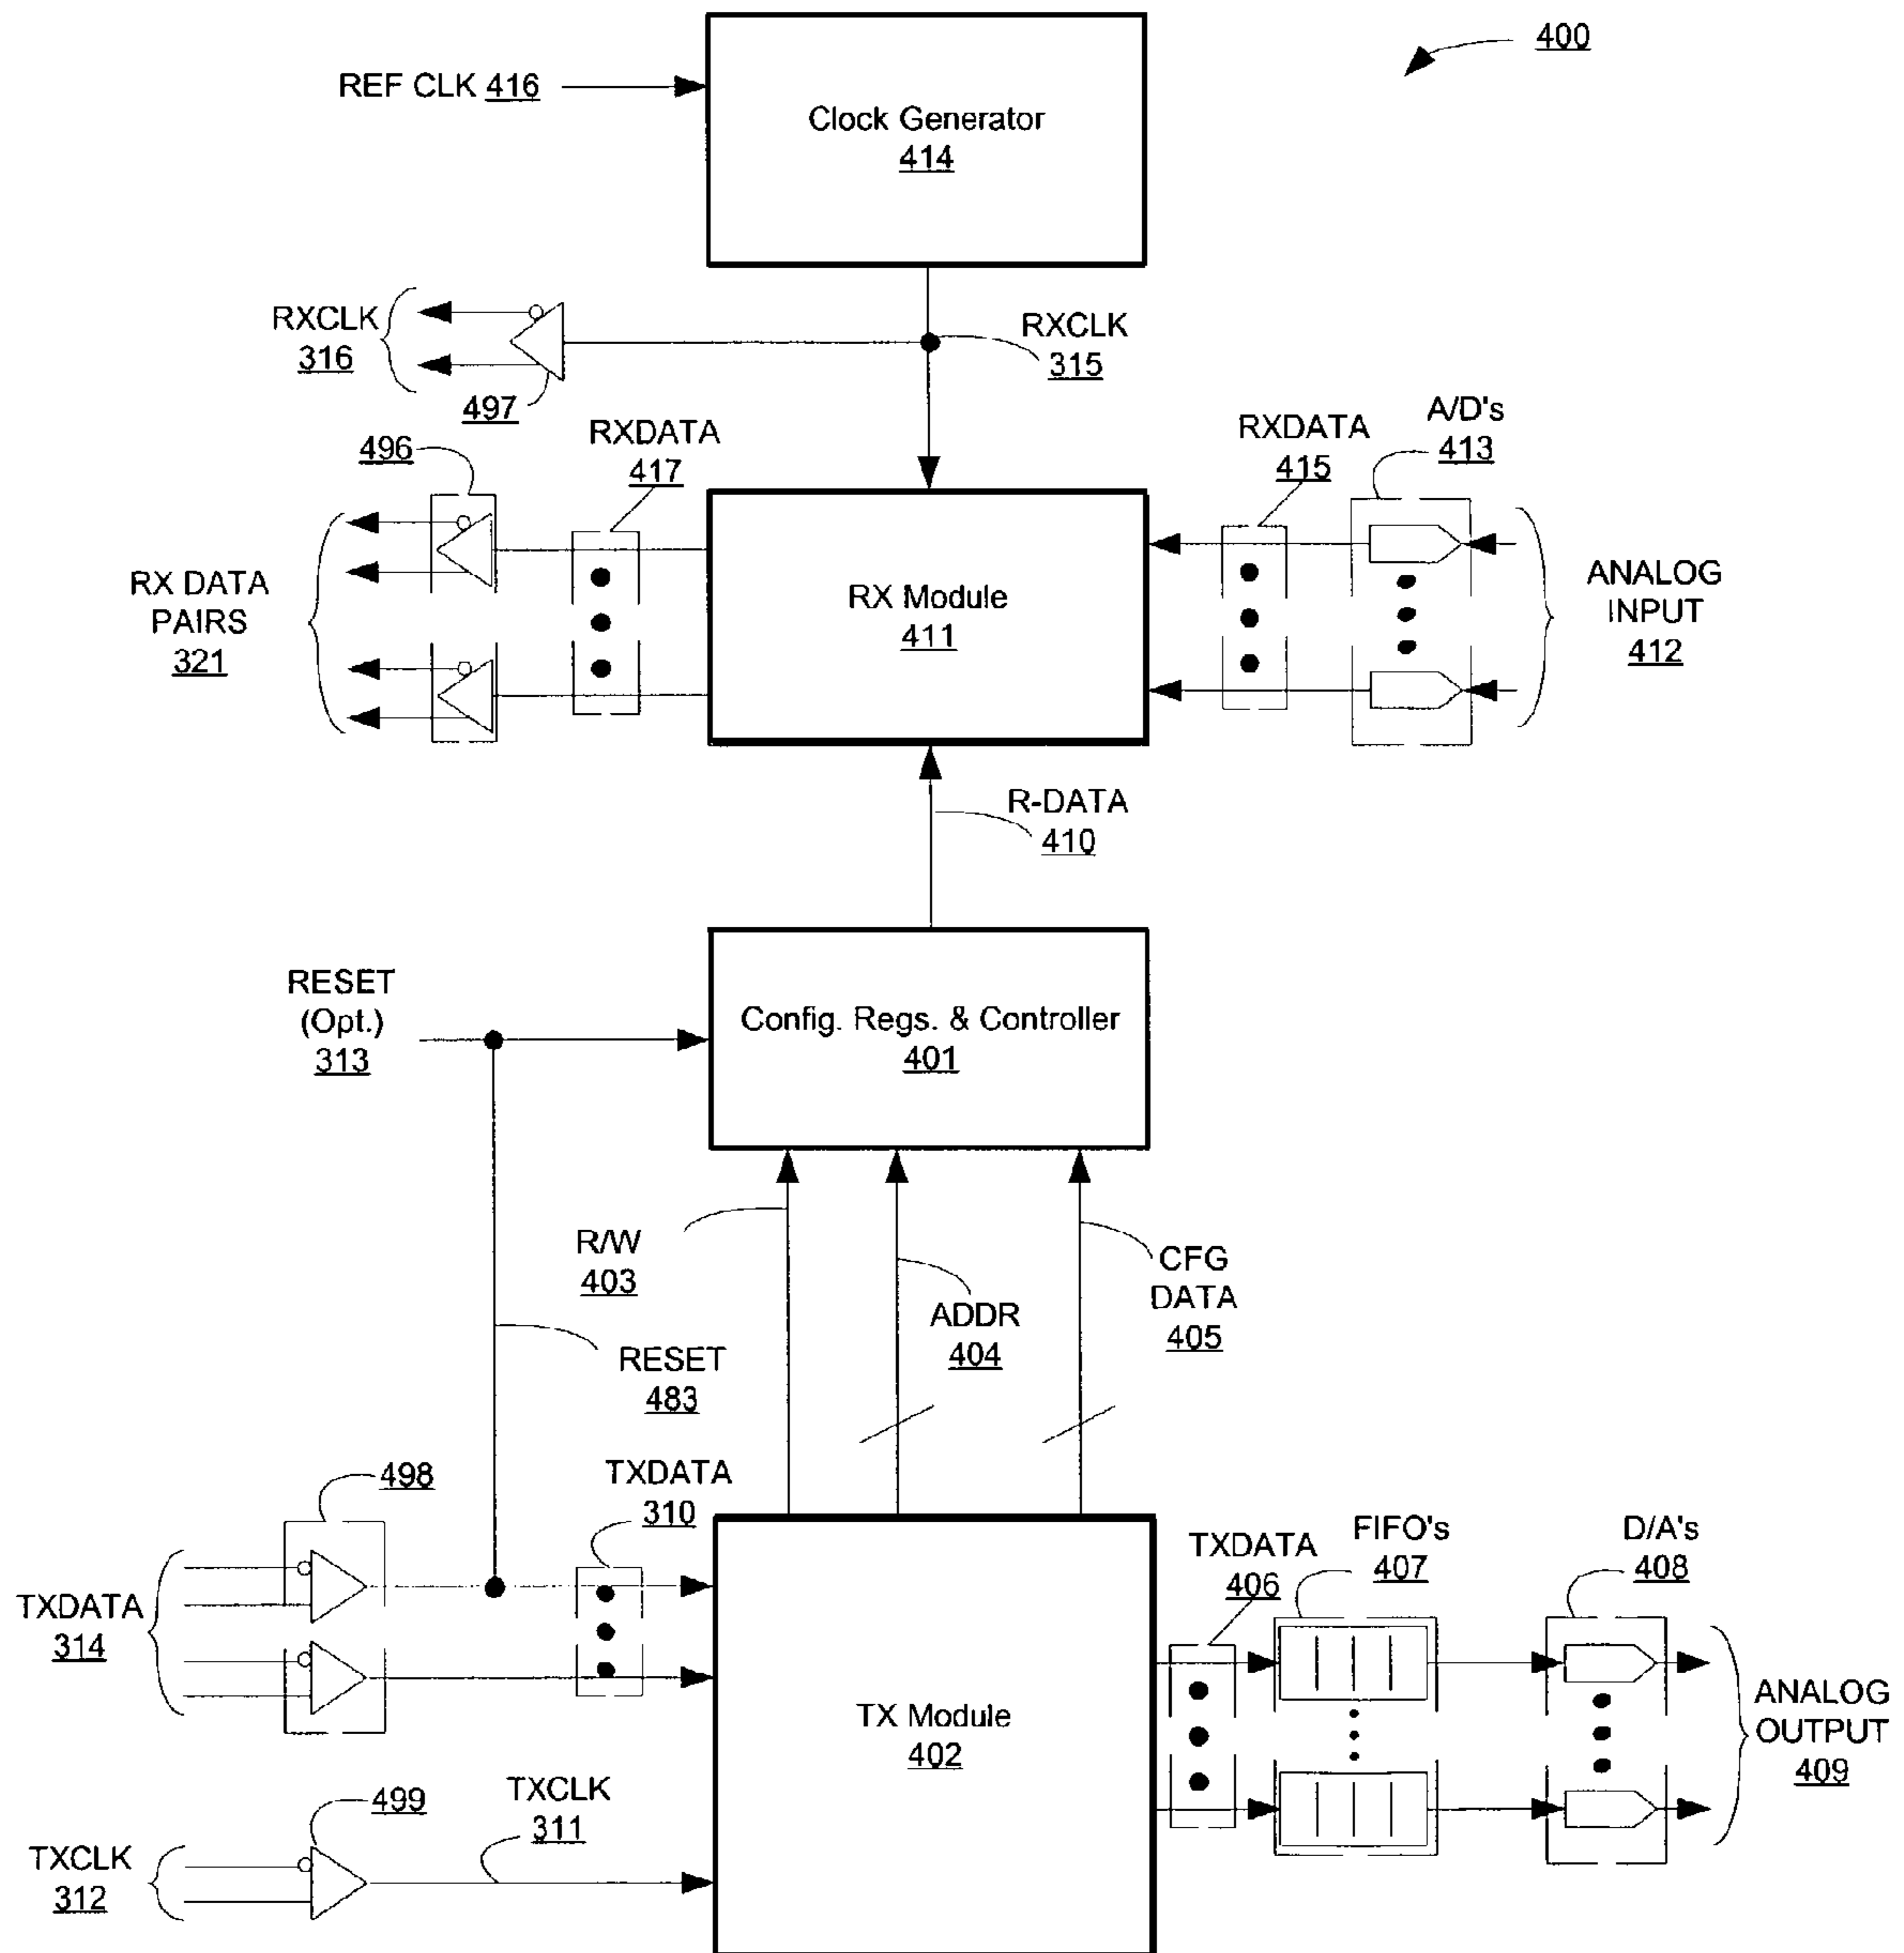 400
REF CLK 416
Clock Generator
414
RXCLK
316
497
RXCLK
315
496
RXDATA
417
RXDATA
415
A/D's
413
RX DATA
PAIRS
321
RX Module
411
ANALOG
INPUT
412
R-DATA
410
RESET
(Opt.)
313
Config. Regs. & Controller
401
R/W
403
ADDR
404
CFG
DATA
405
RESET
483
498
TXDATA
310
TXDATA
314
TX Module
402
TXDATA
406
FIFO's
407
D/A's
408
ANALOG
OUTPUT
409
499
TXCLK
311
TXCLK
312